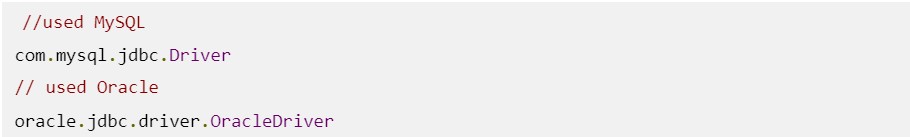 //used MySQL
com.mysql.jdbc.Driver
// used Oracle
oracle.jdbc.driver.OracleDriver